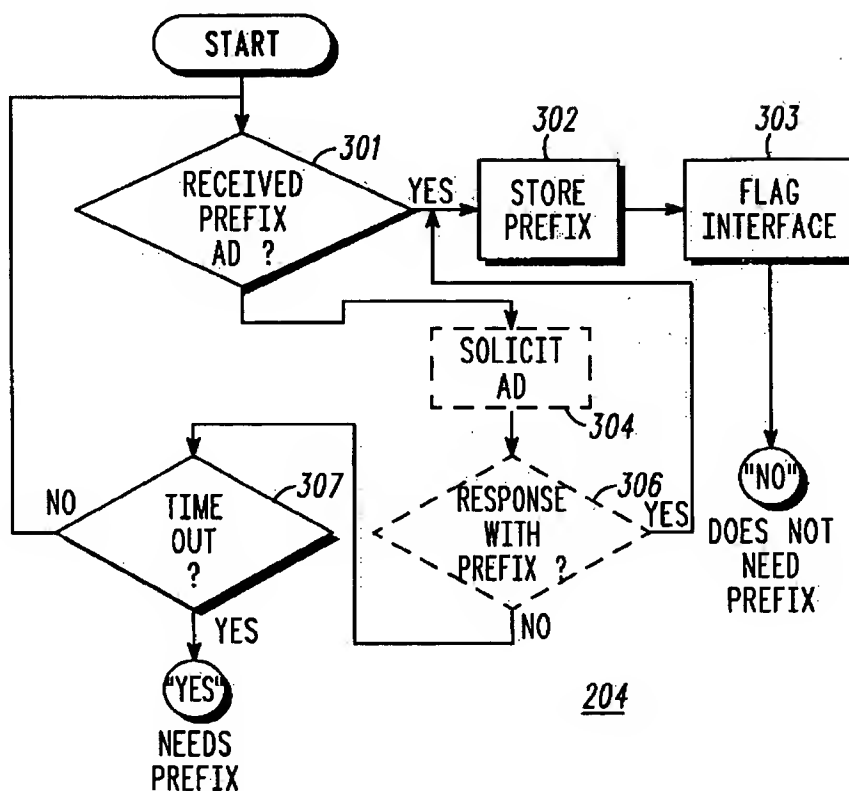 START
301
RECEIVED
PREFIX
AD ?
YES
302
STORE
PREFIX
303
FLAG
INTERFACE
SOLICIT
AD
304
NO
TIME
OUT
?
307
RESPONSE
WITH
PREFIX ?
306
YES
"NO"
DOES NOT
NEED
PREFIX
YES
NO
"YES"
NEEDS
PREFIX
204